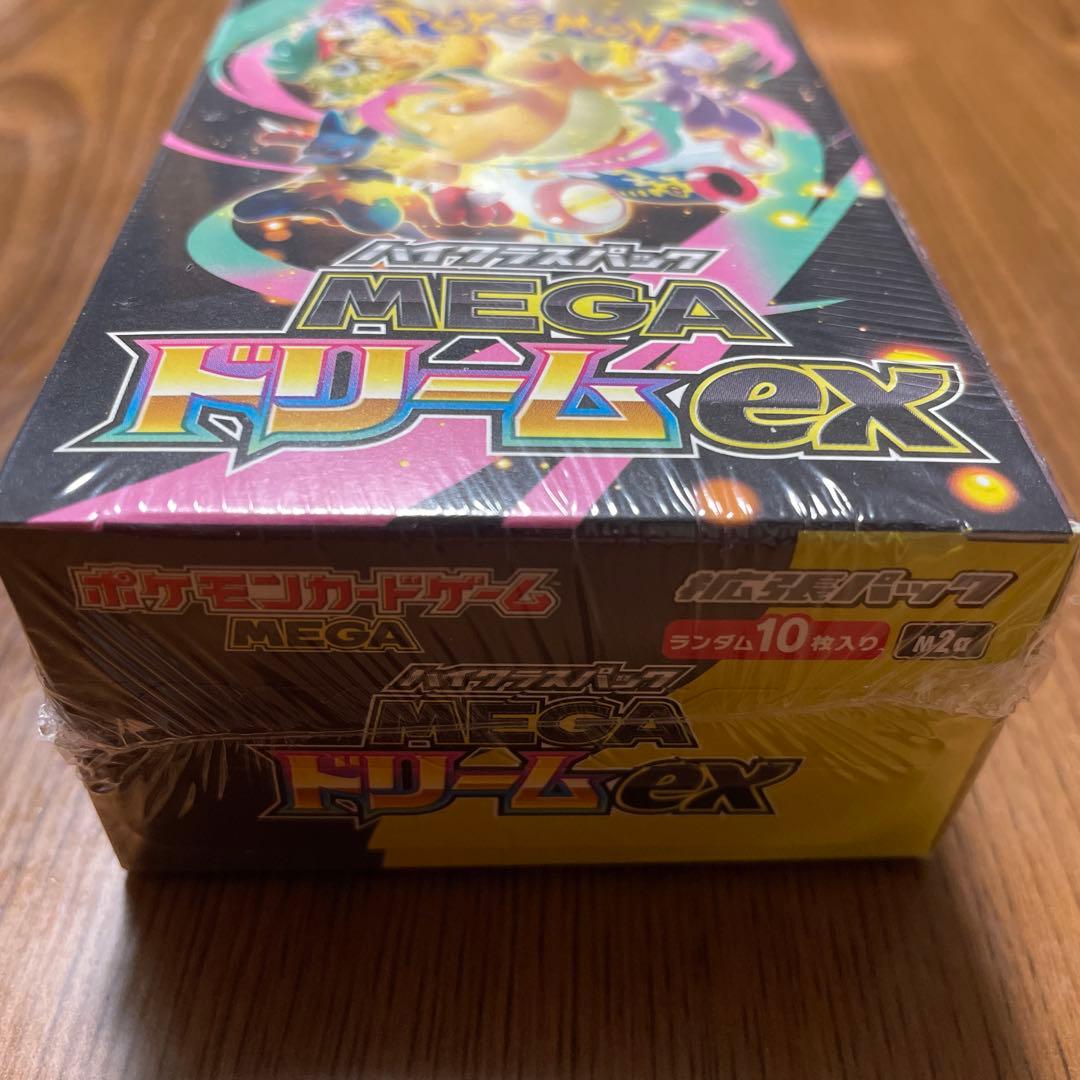 POKéMON
ハイクラスパック
MEGA
ドリームex
ポケモンカードゲーム
MEGA
拡張パック
ランダム10枚入り
M2a
ハイクラスパック
MEGA
ドリームex